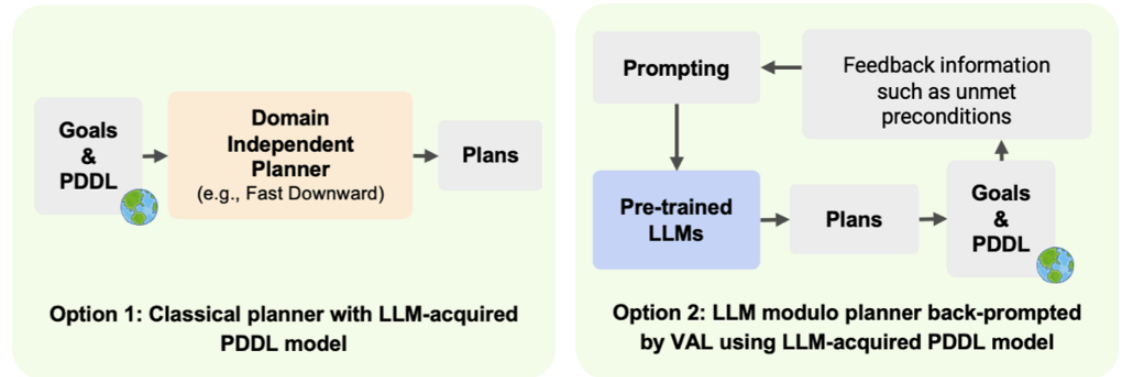 Goals
&
PDDL
Domain
Independent
Planner
(e.g., Fast Downward)
Plans
Option 1: Classical planner with LLM-acquired
PDDL model
Prompting
Feedback information
such as unmet
preconditions
Pre-trained
LLMs
Plans
Goals
&
PDDL
Option 2: LLM modulo planner back-prompted
by VAL using LLM-acquired PDDL model